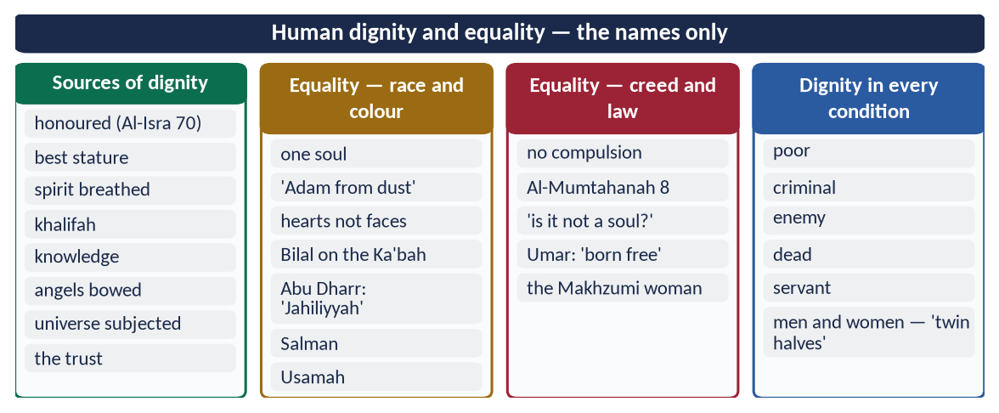 Human dignity and equality — the names only
Sources of dignity
honoured (Al-Isra 70)
best stature
spirit breathed
khalifah
knowledge
angels bowed
universe subjected
the trust
Equality — race and
colour
one soul
'Adam from dust'
hearts not faces
Bilal on the Ka'bah
Abu Dharr:
'Jahiliyyah'
Salman
Usamah
Equality — creed and
law
no compulsion
Al-Mumtahanah 8
'is it not a soul?'
Umar: 'born free'
the Makhzumi woman
Dignity in every
condition
poor
criminal
enemy
dead
servant
men and women — 'twin
halves'